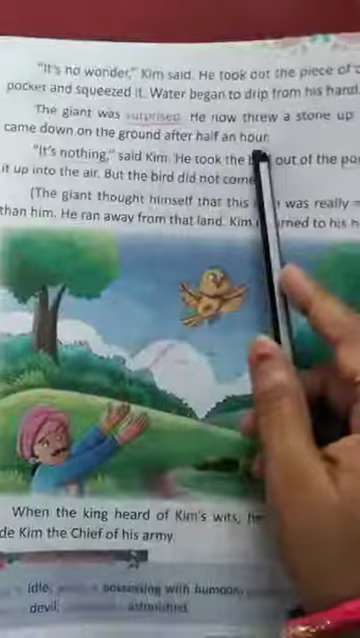 "It's no wonder," Kim said. He took out the piece of
pocket and squeezed it. Water began to drip from his hand.
The giant was surprised. He now threw a stone up
came down on the ground after half an hour.
"It's nothing," said Kim. He took the out of the
it up into the air. But the bird did not come
(The giant thought himself that this was really
than him. He ran away from that land. Kim to his
When the king heard of Kim's wits,
de Kim the Chief of his army
idle, possessing with humdon,
devil, astonished.